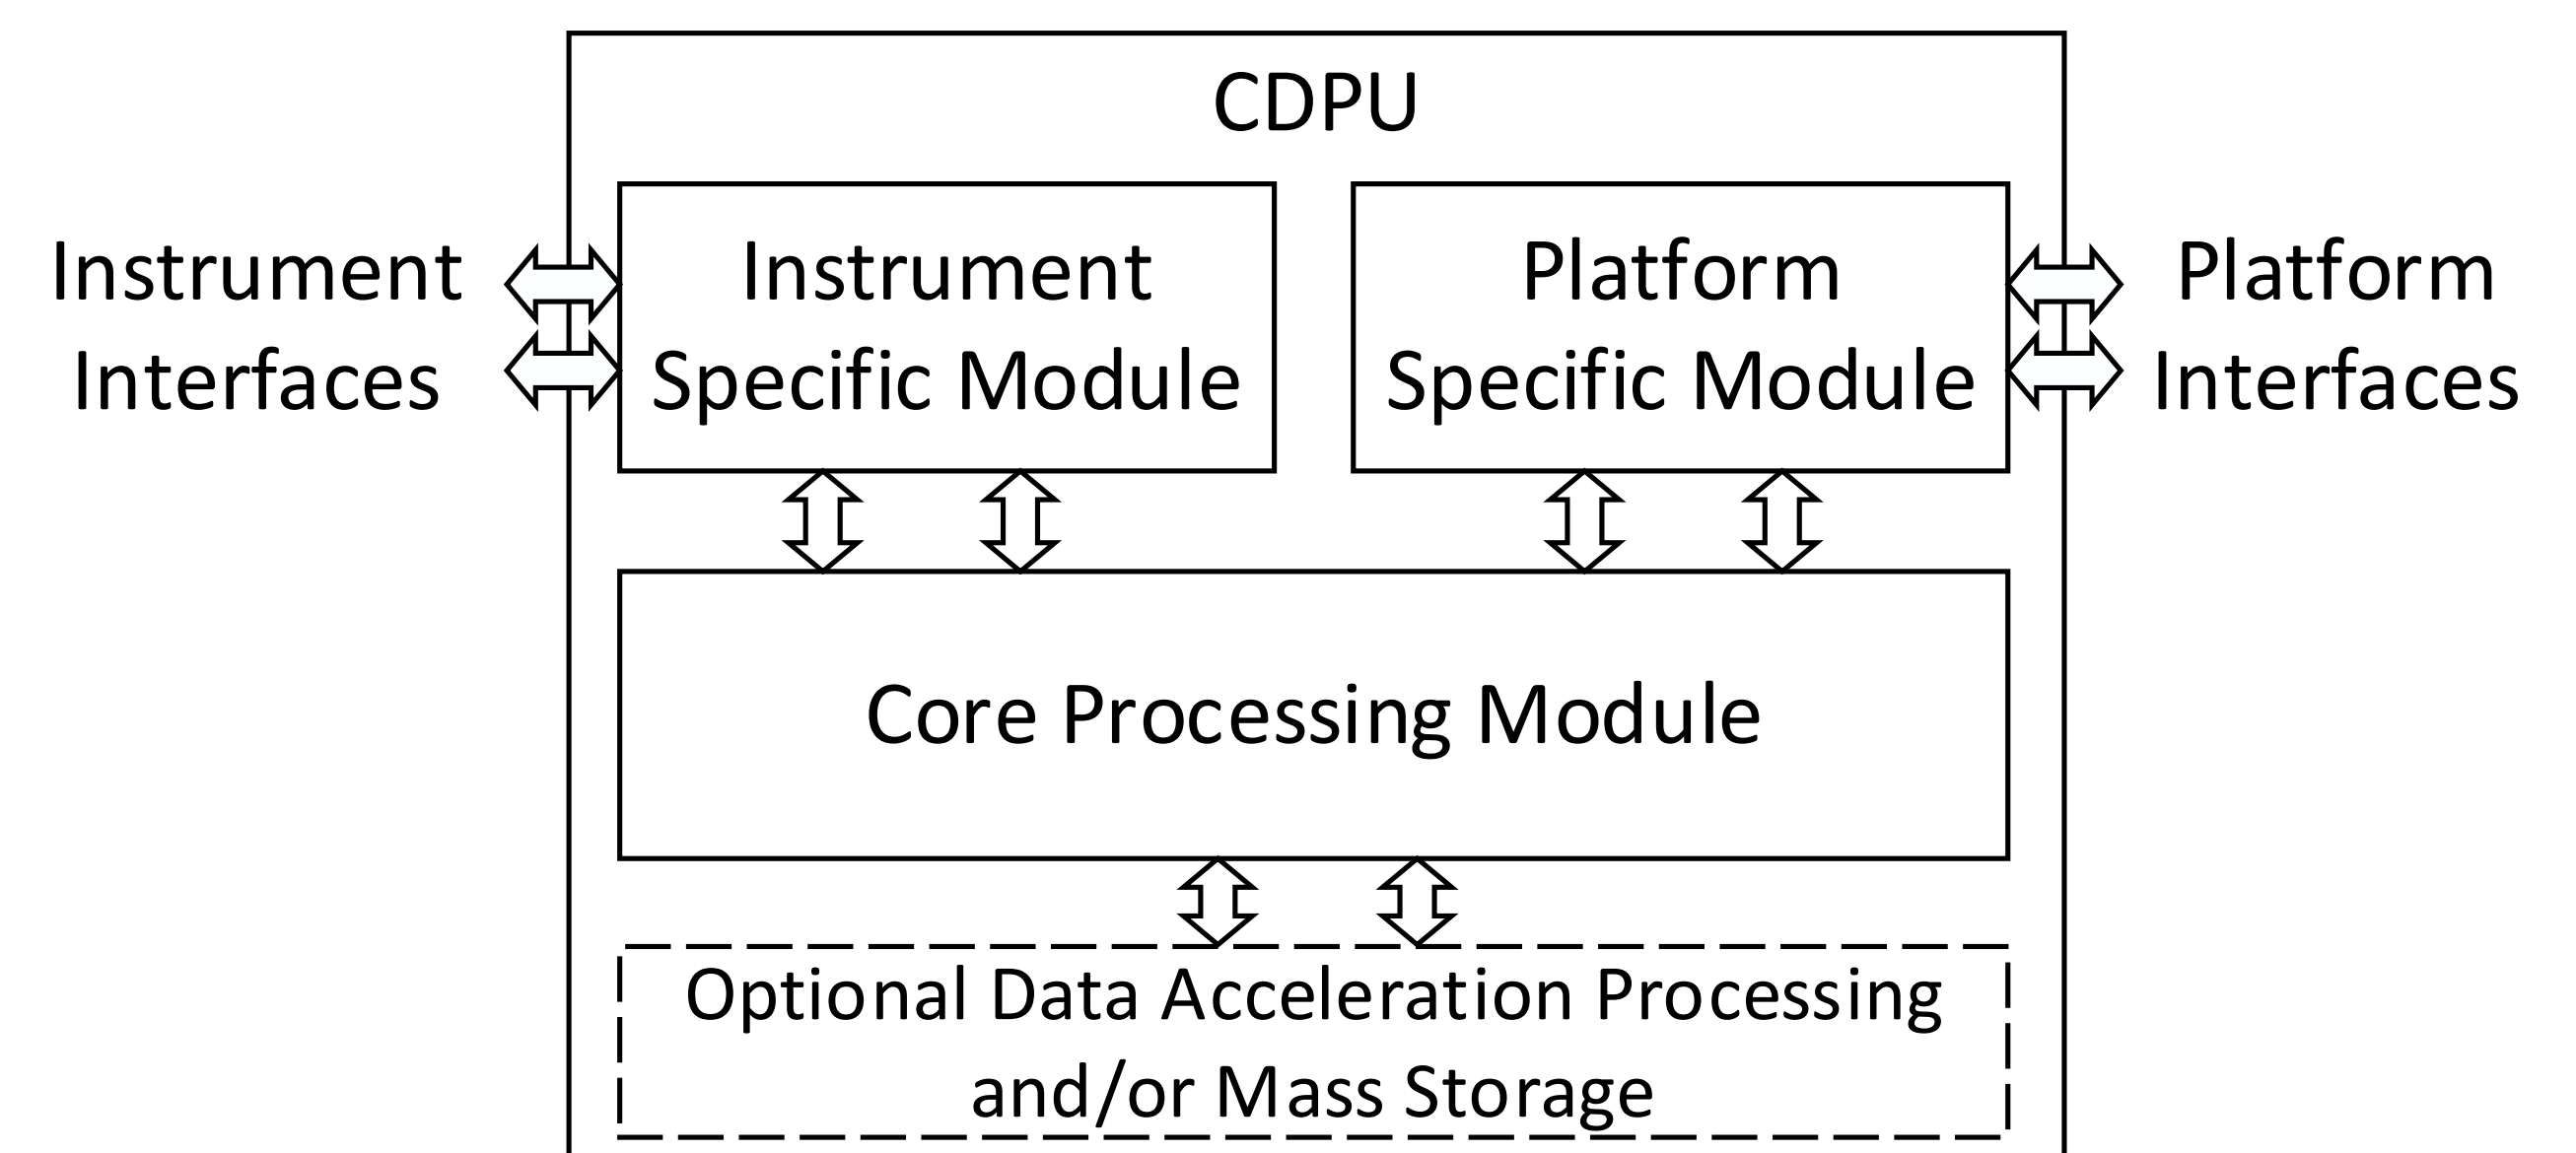 CDPU
Instrument
Interfaces
Instrument
Specific Module
Platform
Specific Module
Platform
Interfaces
Core Processing Module
Optional Data Acceleration Processing
and/or Mass Storage